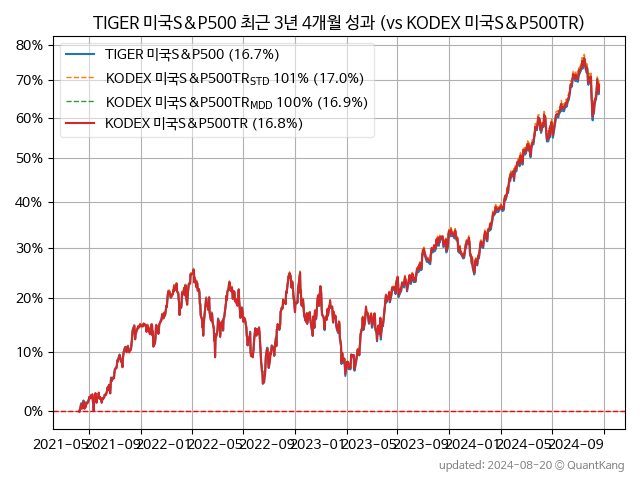 TIGER 미국S&P500 최근 3년 4개월 성과 (vs KODEX 미국S&P500TR)
80%
70%
60%
50%
40%
30%
20%
10%
0%
TIGER 미국S&P500 (16.7%)
KODEX 미국S&P500TRSTD 101% (17.0%)
KODEX 미국S&P500TRMDD 100% (16.9%)
KODEX 미국S&P500TR (16.8%)
2021-05 2021-09 2022-01 2022-05 2022-09 2023-01 2023-05 2023-09 2024-01 2024-05 2024-09
updated: 2024-08-20 © QuantKang